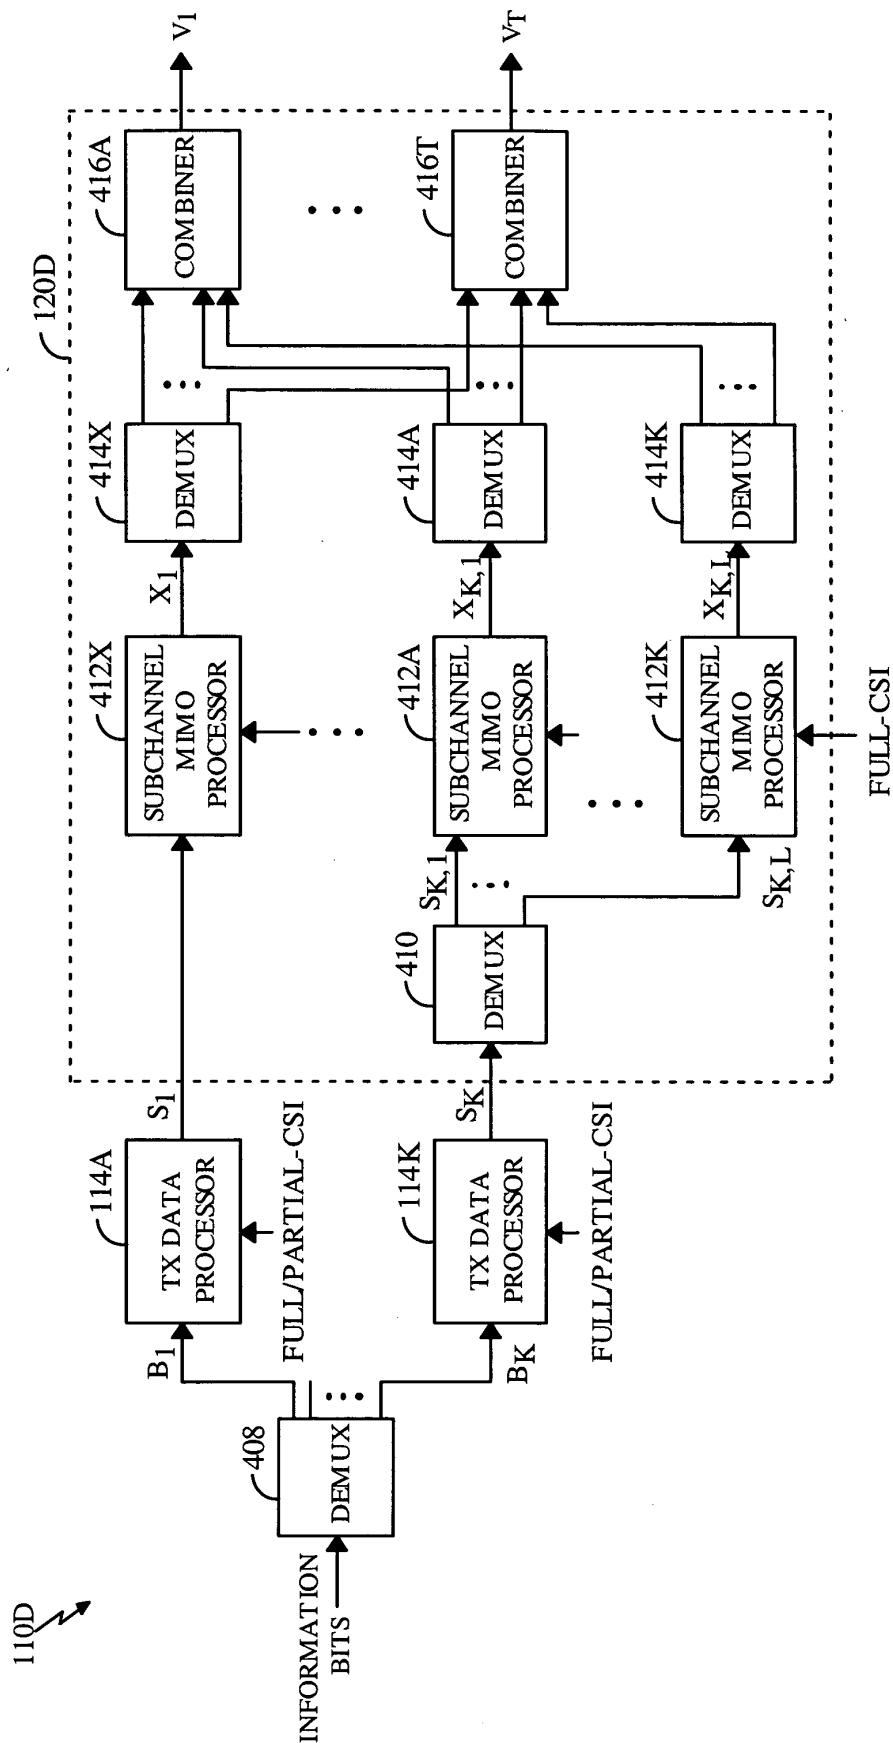 110D
INFORMATION
BITS
408
DEMUX
B1
BK
114A
TX DATA
PROCESSOR
FULL/PARTIAL-CSI
114K
TX DATA
PROCESSOR
FULL/PARTIAL-CSI
S1
SK
120D
410
DEMUX
SK,1
SK,L
412X
SUBCHANNEL
MIMO
PROCESSOR
412A
SUBCHANNEL
MIMO
PROCESSOR
412K
SUBCHANNEL
MIMO
PROCESSOR
FULL-CSI
X1
XK,1
XK,L
414X
DEMUX
414A
DEMUX
414K
DEMUX
416A
COMBINER
416T
COMBINER
V1
VT